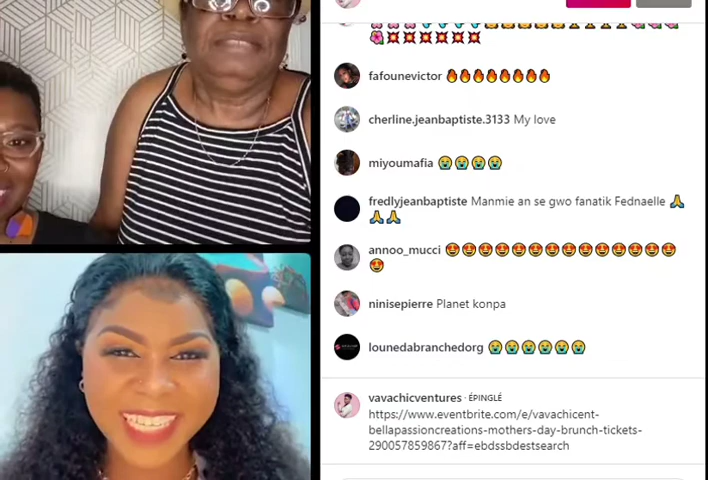 fafounevictor 🔥🔥🔥🔥🔥🔥🔥🔥
cherline.jeanbaptiste.3133 My love
miyoumafia 😭😭😭😭
fredlyjeanbaptiste Manmie an se gwo fanatik Fednaelle 🙏
🙏🙏
annoo_mucci 😍😍😍😍😍😍😍😍😍😍😍😍😍😍
😍
ninisepierre Planet konpa
lounedabranchedorg 😭😭😭😭😭😭
vavachicventures · ÉPINGLÉ
https://www.eventbrite.com/e/vavachicent-
bellapassioncreations-mothers-day-brunch-tickets-
290057859867?aff=ebdssbdestsearch